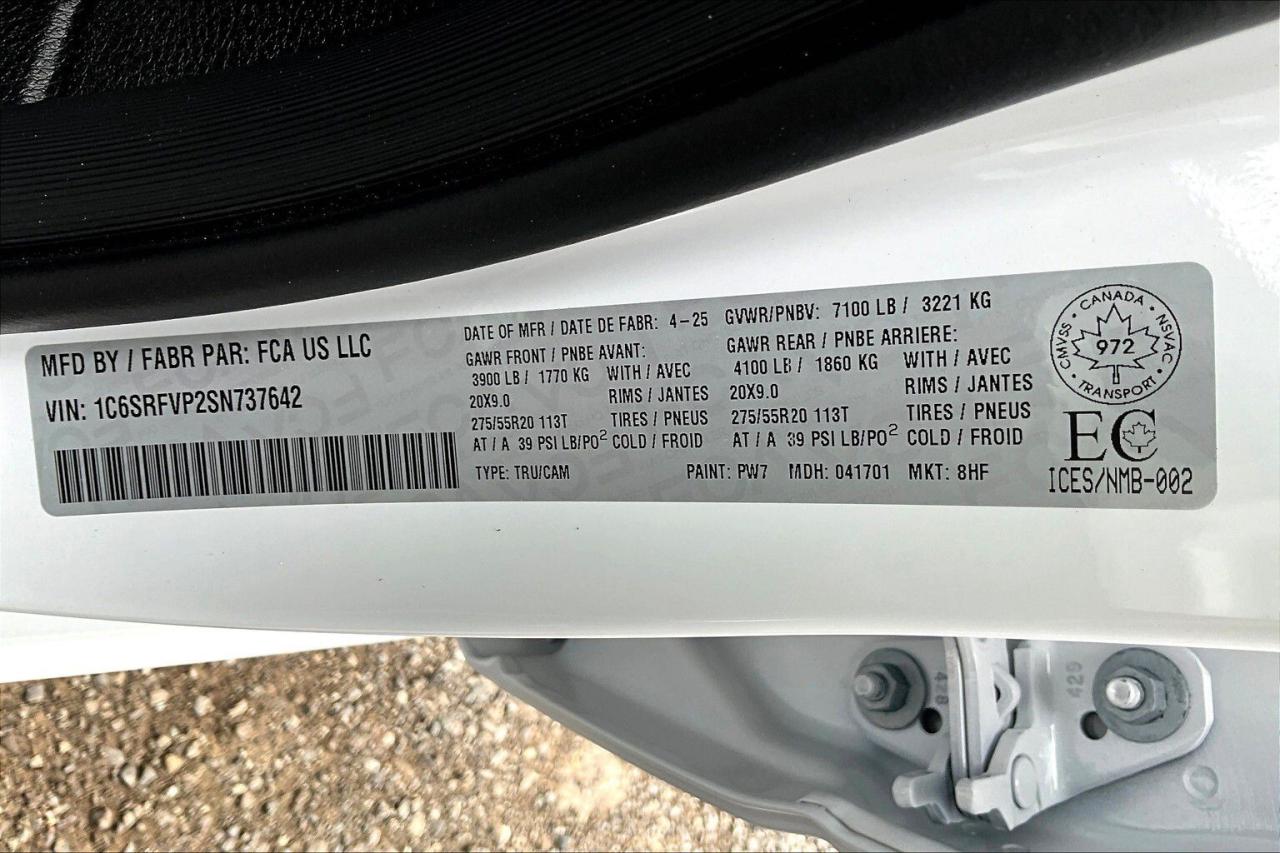 MFD BY / FABR PAR: FCA US LLC
VIN: 1C6SRFVP2SN737642
DATE OF MFR / DATE DE FABR: 4-25
GAWR FRONT / PNBE AVANT:
3900 LB / 1770 KG WITH / AVEC
20X9.0 RIMS / JANTES
275/55R20 113T TIRES / PNEUS
AT / A 39 PSI LB/PO² COLD / FROID
TYPE: TRU/CAM
GVWR/PNBV: 7100 LB / 3221 KG
GAWR REAR / PNBE ARRIERE:
4100 LB / 1860 KG WITH / AVEC
20X9.0 RIMS / JANTES
275/55R20 113T TIRES / PNEUS
AT / A 39 PSI LB/PO² COLD / FROID
PAINT: PW7 MDH: 041701 MKT: 8HF
CANADA
CMVSS 972 NSVAC
TRANSPORT
EC
ICES/NMB-002
429